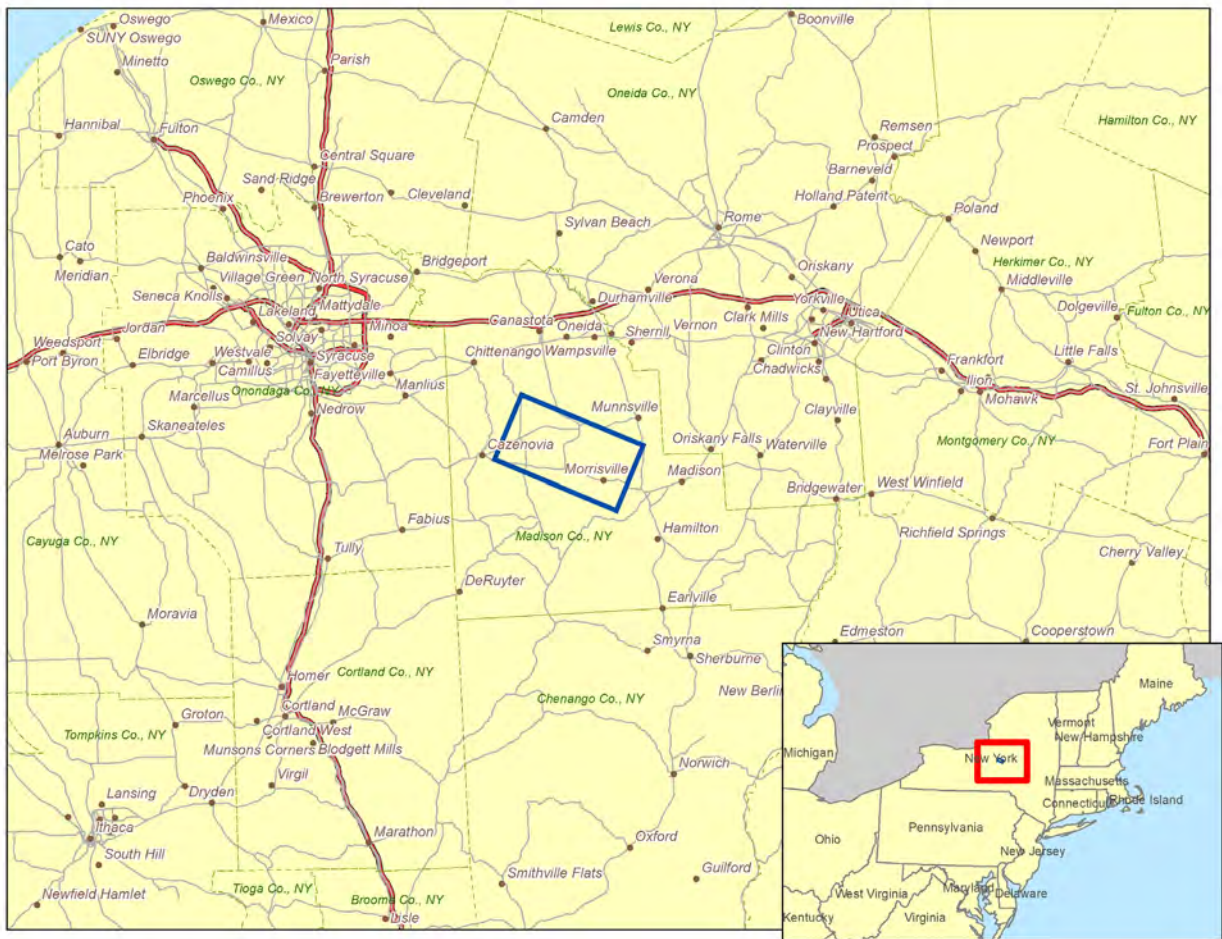 Oswego
SUNY Oswego
Mexico
Lewis Co., NY
Boonville
Minetto
Parish
Oswego Co., NY
Oneida Co., NY
Hamilton Co., NY
Hannibal
Fulton
Camden
Remsen
Prospect
Central Square
Barneveld
Sand Ridge
Phoenix
Brewerton
Cleveland
Holland Patent
Sylvan Beach
Rome
Poland
Cato
Newport
Meridian
Baldwinsville
Bridgeport
Herkimer Co., NY
Village Green
North Syracuse
Verona
Oriskany
Middleville
Seneca Knolls
Mattydale
Durhamville
Yorkville
Dolgeville
Lakeland
Clark Mills
Utica
Fulton Co., NY
Jordan
Minoa
Canastota
Oneida
Sherrill
Vernon
New Hartford
Weedsport
Solvay
Port Byron
Elbridge
Westvale
Syracuse
Chittenango
Wampsville
Clinton
Frankfort
Little Falls
Camillus
Fayetteville
Chadwicks
Manlius
Ilion
St. Johnsville
Onondaga Co., NY
Mohawk
Marcellus
Nedrow
Munnsville
Clayville
Skaneateles
Auburn
Cazenovia
Oriskany Falls
Waterville
Montgomery Co., NY
Fort Plain
Melrose Park
Morrisville
Madison
Bridgewater
West Winfield
Fabius
Richfield Springs
Cayuga Co., NY
Madison Co., NY
Hamilton
Tully
Cherry Valley
DeRuyter
Moravia
Earlville
Smyrna
Edmeston
Cooperstown
Sherburne
Homer
Cortland Co., NY
Chenango Co., NY
New Berlin
Groton
Cortland
McGraw
Tompkins Co., NY
Cortland West
Munsons Corners
Blodgett Mills
Virgil
Norwich
Lansing
Dryden
Ithaca
Marathon
Oxford
South Hill
Guilford
Smithville Flats
Newfield Hamlet
Tioga Co., NY
Broome Co., NY
Lisle
Maine
Vermont
New Hampshire
Michigan
New York
Massachusetts
Connecticut
Rhode Island
Ohio
Pennsylvania
New Jersey
West Virginia
Maryland
Delaware
Kentucky
Virginia